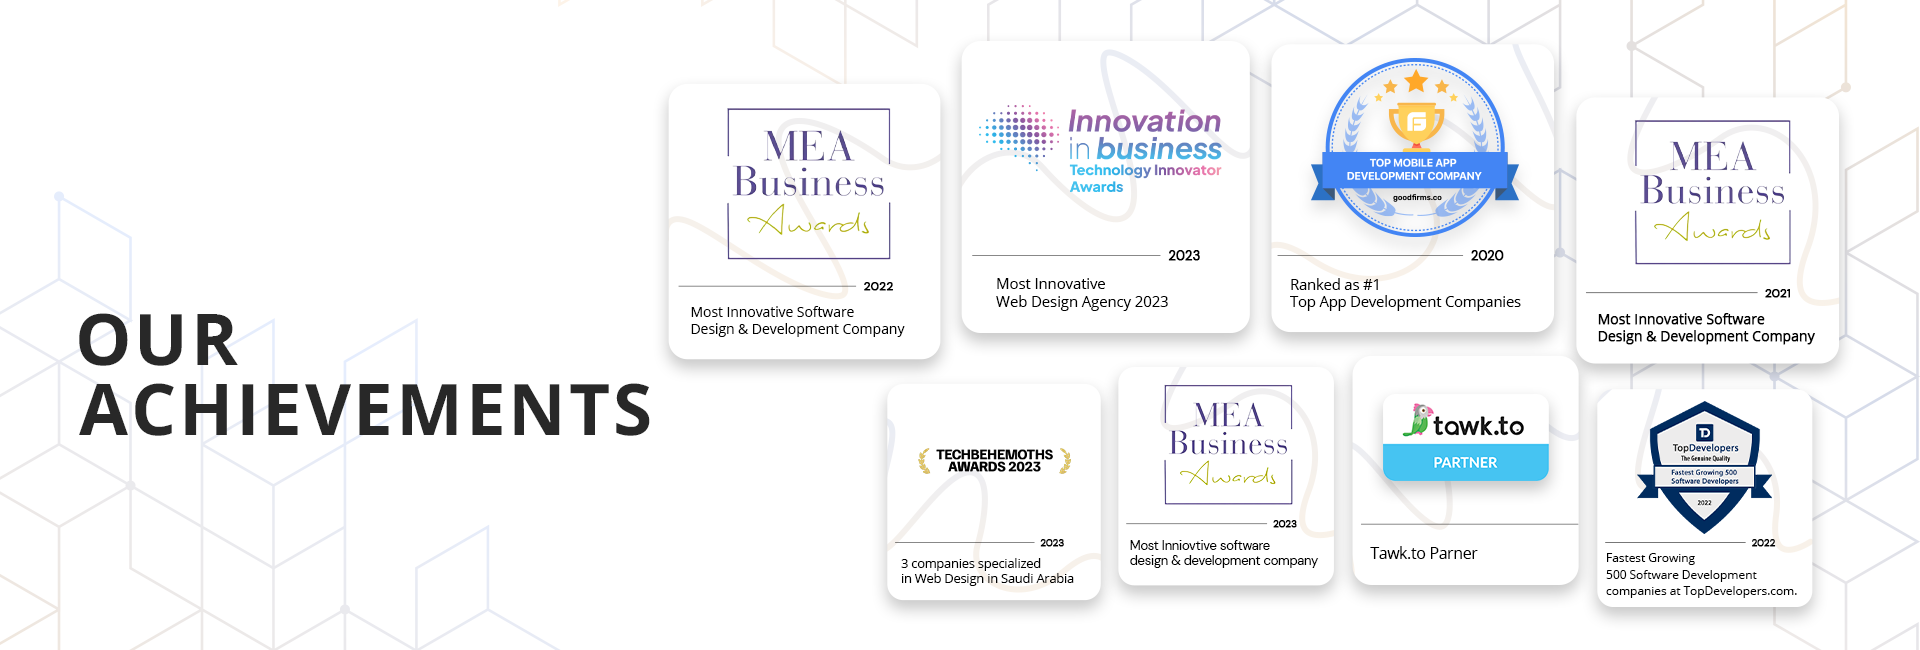 OUR
ACHIEVEMENTS
MEA
Business
Awards
2022
Most Innovative Software
Design & Development Company
Innovation
in business
Technology Innovator
Awards
2023
Most Innovative
Web Design Agency 2023
TOP MOBILE APP
DEVELOPMENT COMPANY
goodfirms.co
2020
Ranked as #1
Top App Development Companies
MEA
Business
Awards
2021
Most Innovative Software
Design & Development Company
TECHBEHEMOTHS
AWARDS 2023
2023
3 companies specialized
in Web Design in Saudi Arabia
MEA
Business
Awards
2023
Most Inniovtive software
design & development company
tawk.to
PARTNER
Tawk.to Parner
TopDevelopers
The Genuine Quality
Fastest Growing 500
Software Developers
2022
2022
Fastest Growing
500 Software Development
companies at TopDevelopers.com.